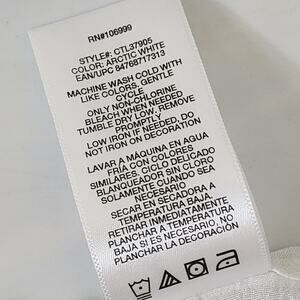 RN#106999
STYLE#: CTL37905
COLOR: ARCTIC WHITE
EAN/UPC 84768717313
MACHINE WASH COLD WITH
LIKE COLORS, GENTLE
CYCLE
ONLY NON-CHLORINE
BLEACH WHEN NEEDED
TUMBLE DRY LOW, REMOVE
PROMPTLY
LOW IRON IF NEEDED, DO
NOT IRON ON DECORATION
LAVAR A MÁQUINA EN AGUA
FRÍA CON COLORES
SIMILARES, CICLO DELICADO
BLANQUEADOR SIN CLORO
SOLAMENTE CUANDO SEA
NECESARIO
SECAR EN SECADORA A
TEMPERATURA BAJA,
RETIRAR INMEDIATAMENTE
PLANCHAR A TEMPERATURA
BAJA SI ES NECESARIO, NO
PLANCHAR LA DECORACIÓN